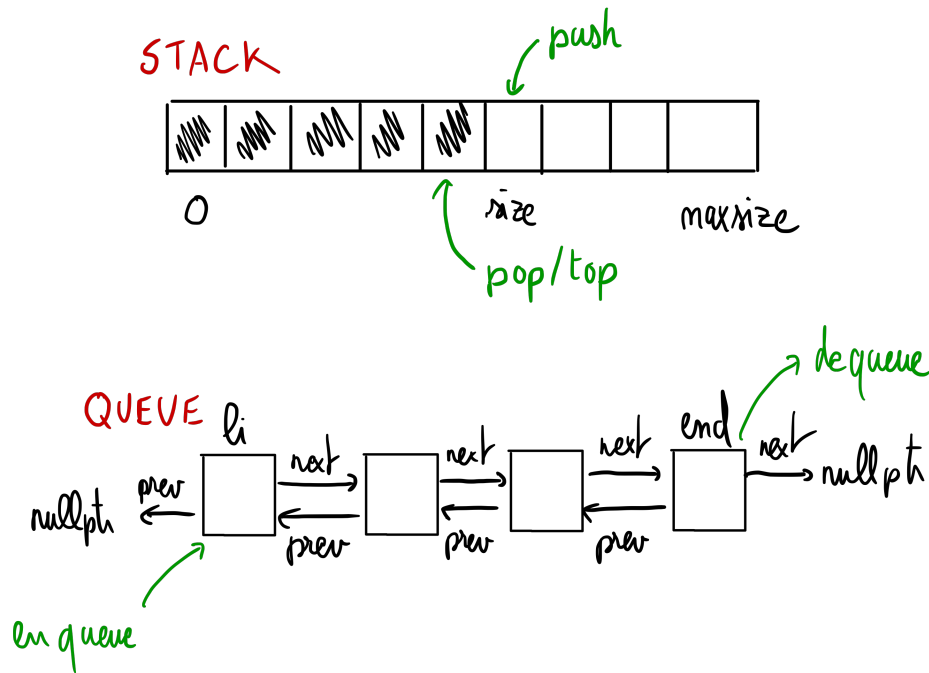 push
STACK
0
size
maxsize
pop/top
dequeue
QUEUE
li
end
next
next
next
next
prev
nullptr
nullptr
prev
prev
prev
enqueue